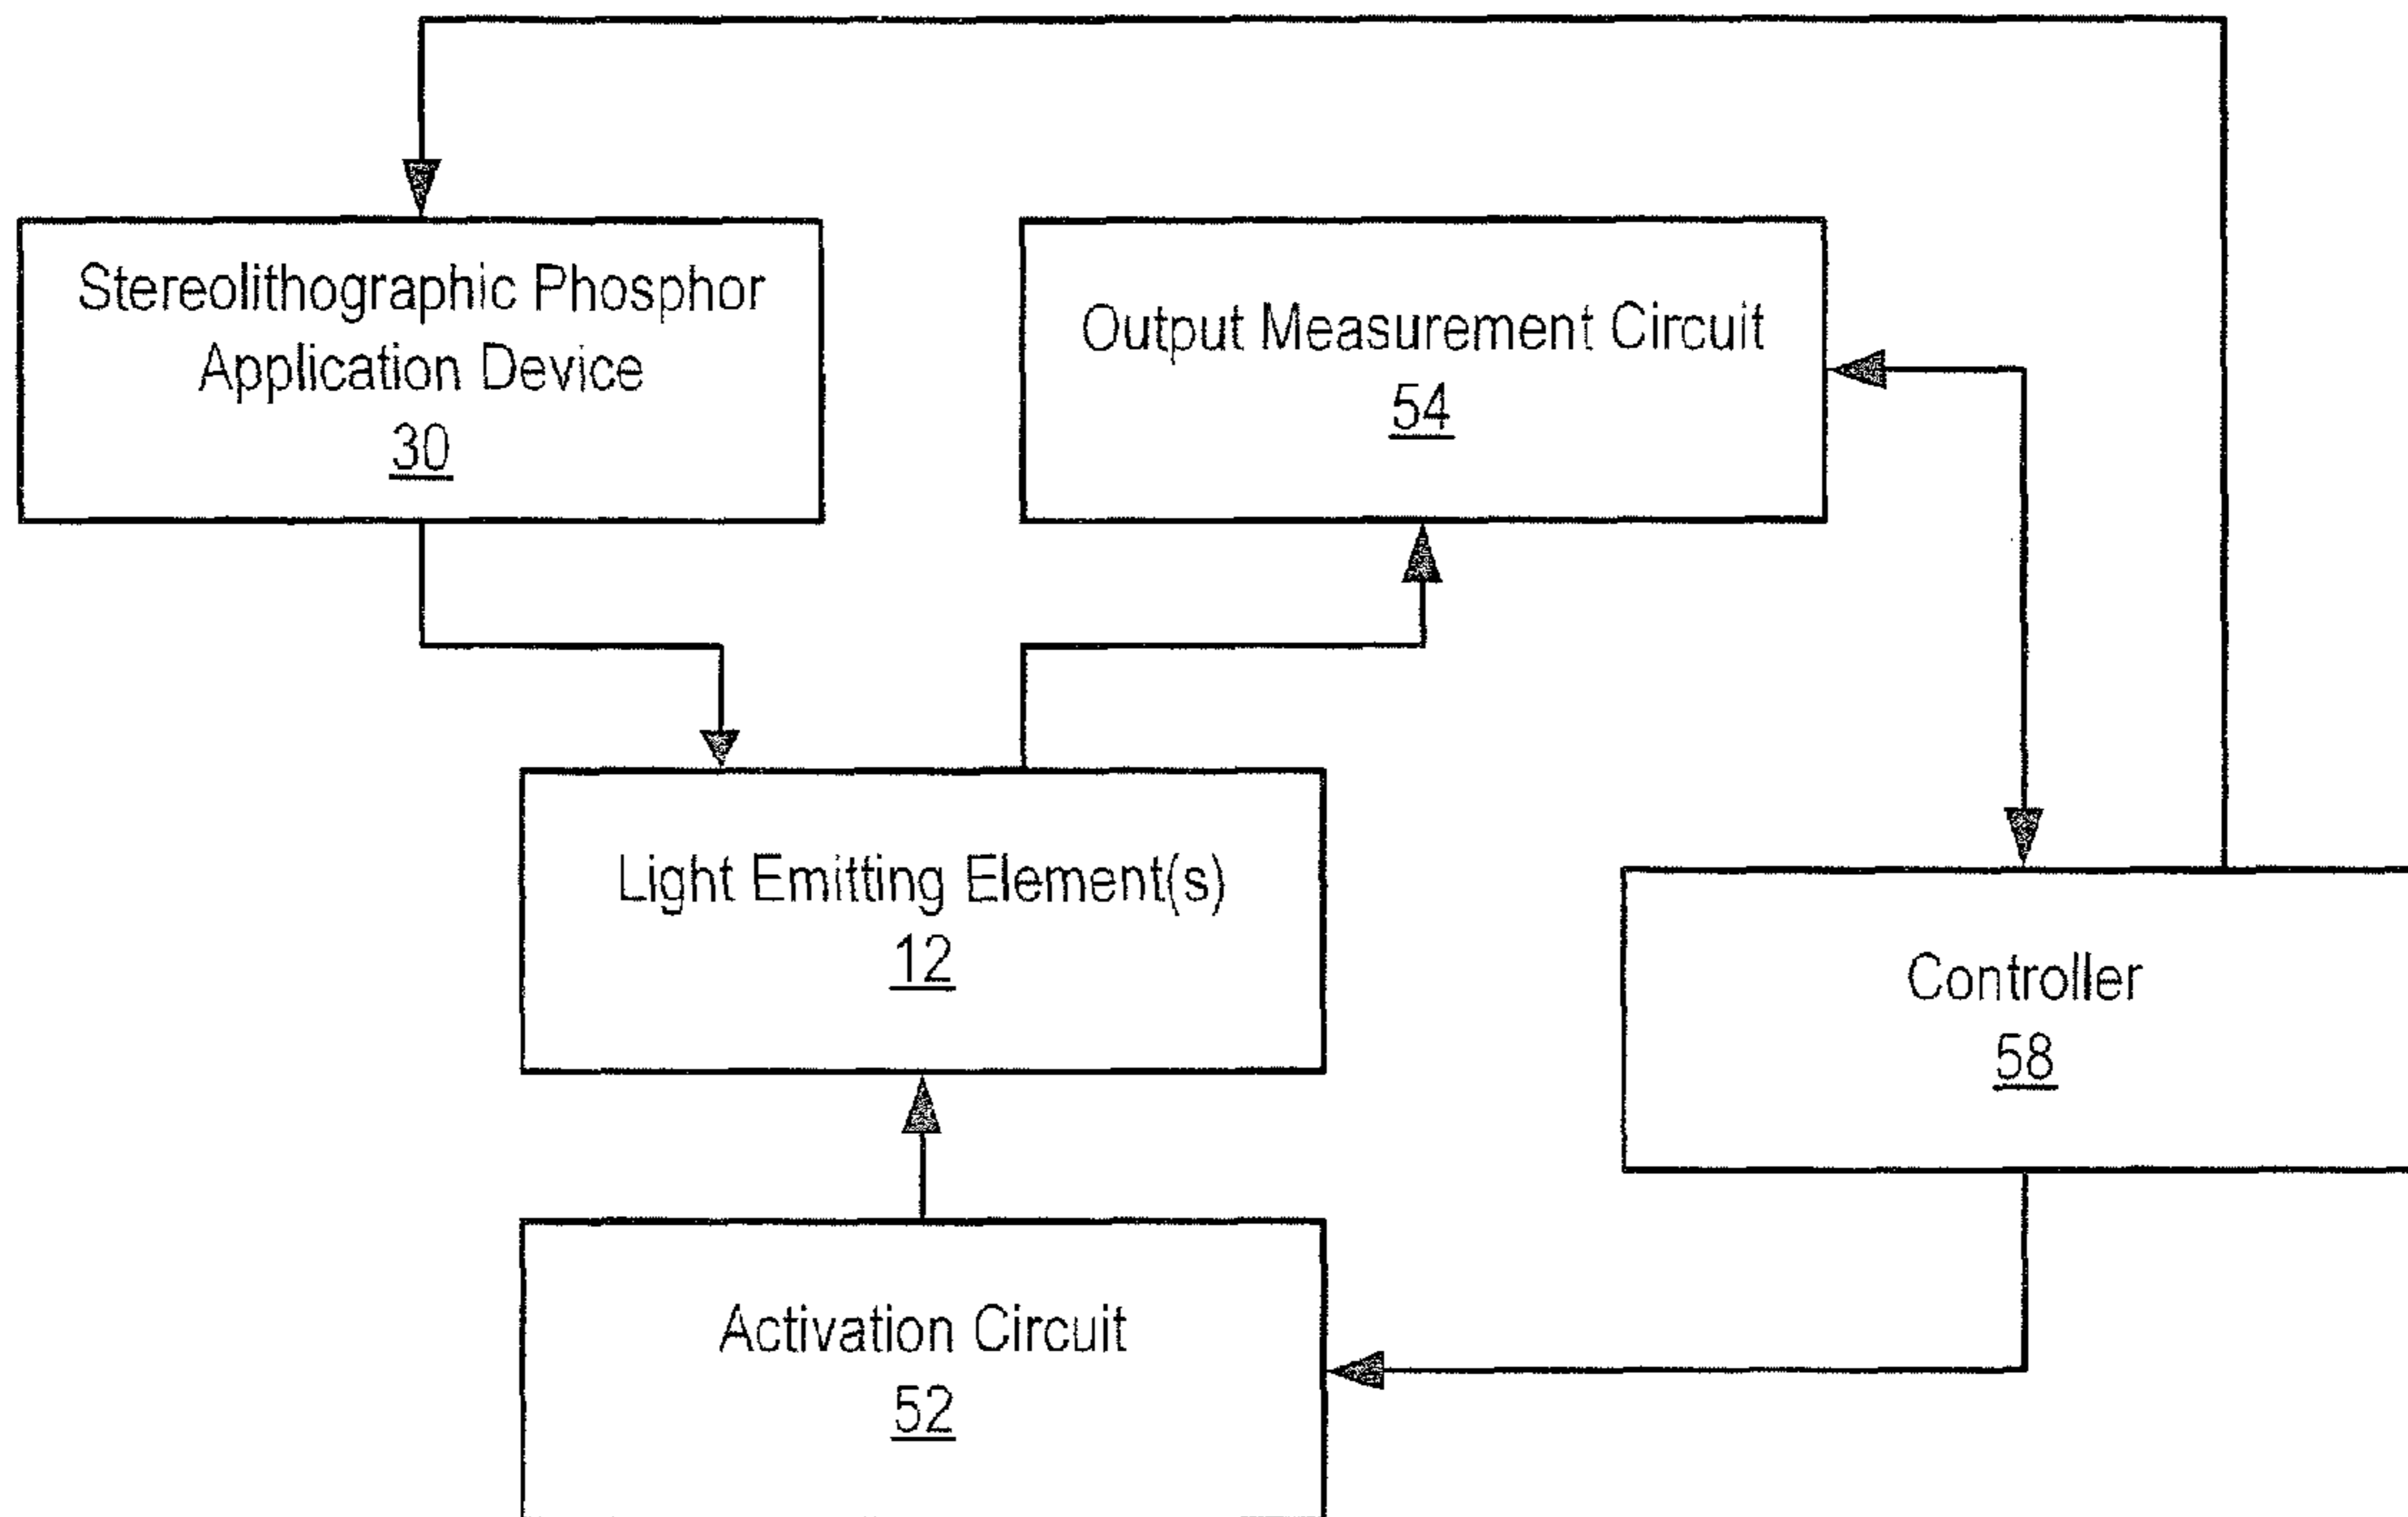 Stereolithographic Phosphor
Application Device
30
Output Measurement Circuit
54
Light Emitting Element(s)
12
Controller
58
Activation Circuit
52